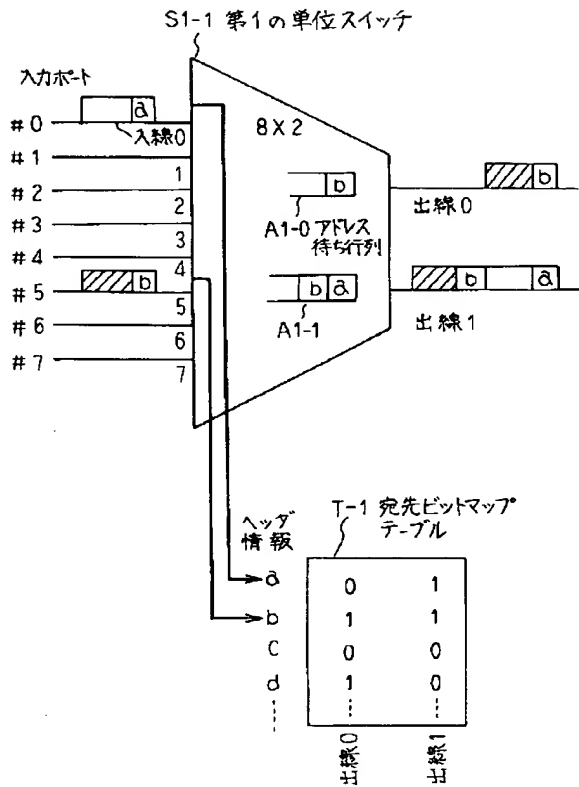 S1-1 第1の単位スイッチ
入力ポート
a
#0
入線0
8X2
#1
1
b
b
#2
2
出線0
A1-0 アドレス
待ち行列
#3
3
#4
4
b
b a
b
a
#5
5
A1-1
出線1
#6
6
#7
7
T-1 宛先ビットマップ
テーブル
ヘッダ
情報
a 0 1
b 1 1
C 0 0
d 1 0
出線0
出線1